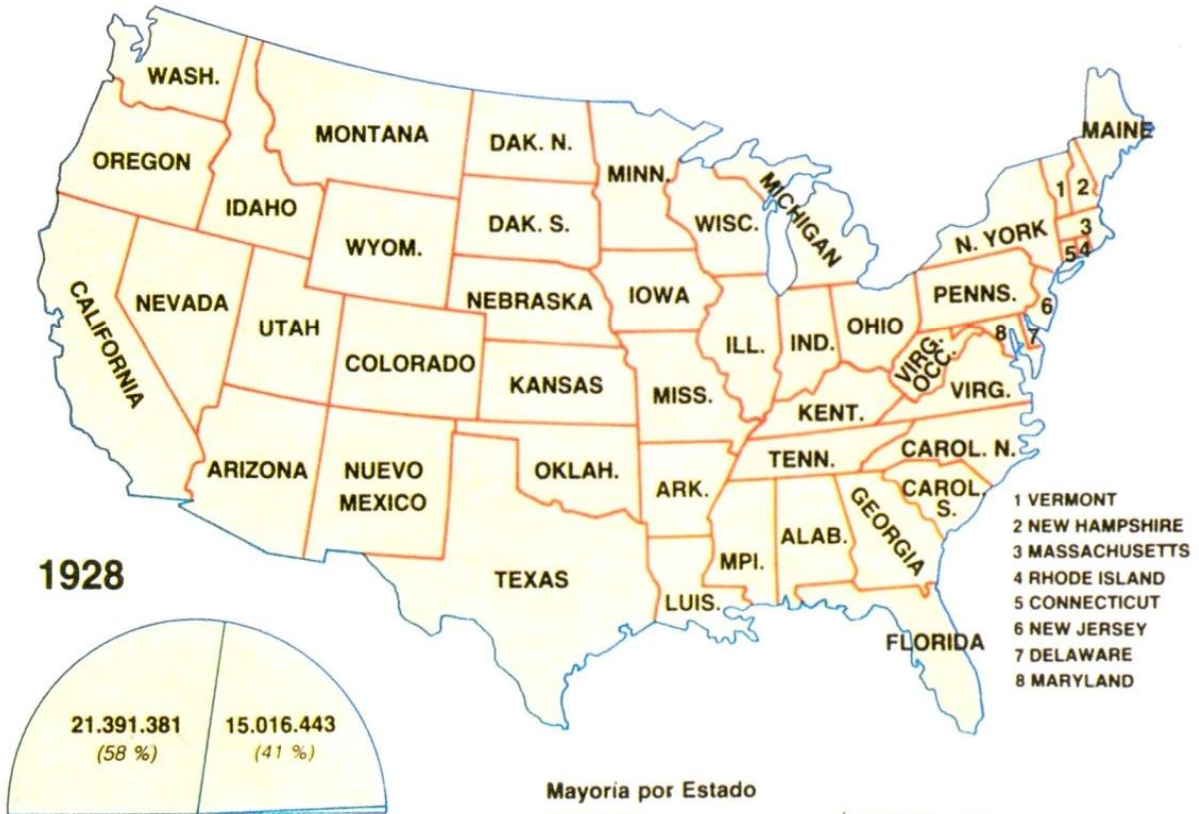 WASH.
MONTANA
DAK. N.
MINN.
MAINE
OREGON
IDAHO
WYOM.
DAK. S.
WISC.
MICHIGAN
1
2
N. YORK
3
5
4
CALIFORNIA
NEVADA
UTAH
COLORADO
NEBRASKA
IOWA
ILL.
IND.
OHIO
PENNS.
6
8
7
VIRG.
OCC.
VIRG.
KANSAS
MISS.
KENT.
ARIZONA
NUEVO
MEXICO
OKLAH.
ARK.
TENN.
CAROL. N.
CAROL.
S.
TEXAS
LUIS.
MPI.
ALAB.
GEORGIA
FLORIDA
1 VERMONT
2 NEW HAMPSHIRE
3 MASSACHUSETTS
4 RHODE ISLAND
5 CONNECTICUT
6 NEW JERSEY
7 DELAWARE
8 MARYLAND
1928
21.391.381
(58 %)
15.016.443
(41 %)
Mayoría por Estado